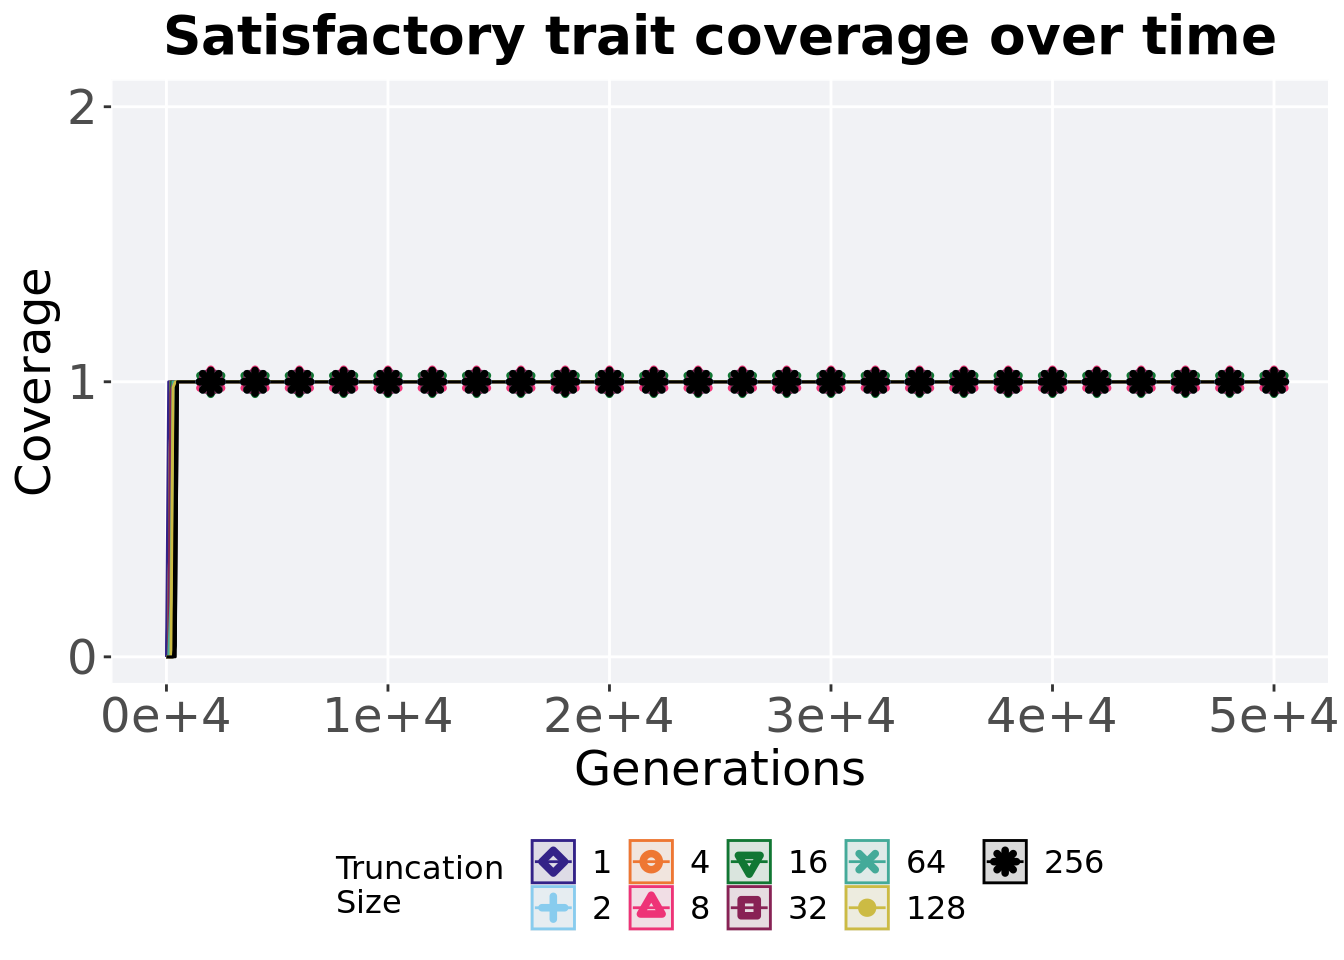 Satisfactory trait coverage over time
2
1
0
Coverage
0e+4 1e+4 2e+4 3e+4 4e+4 5e+4
Generations
Truncation
Size
1 4 16 64 256
2 8 32 128